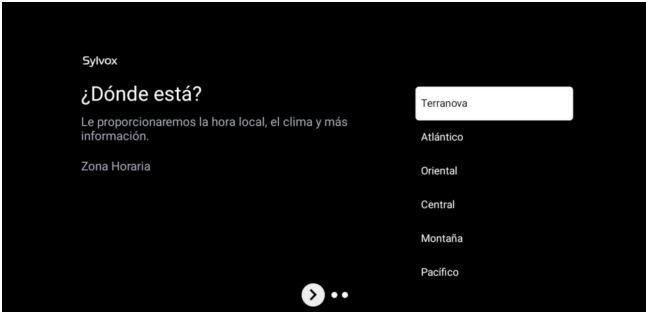 Sylvox
¿Dónde está?
Le proporcionaremos la hora local, el clima y más
información.
Zona Horaria
Terranova
Atlántico
Oriental
Central
Montaña
Pacífico